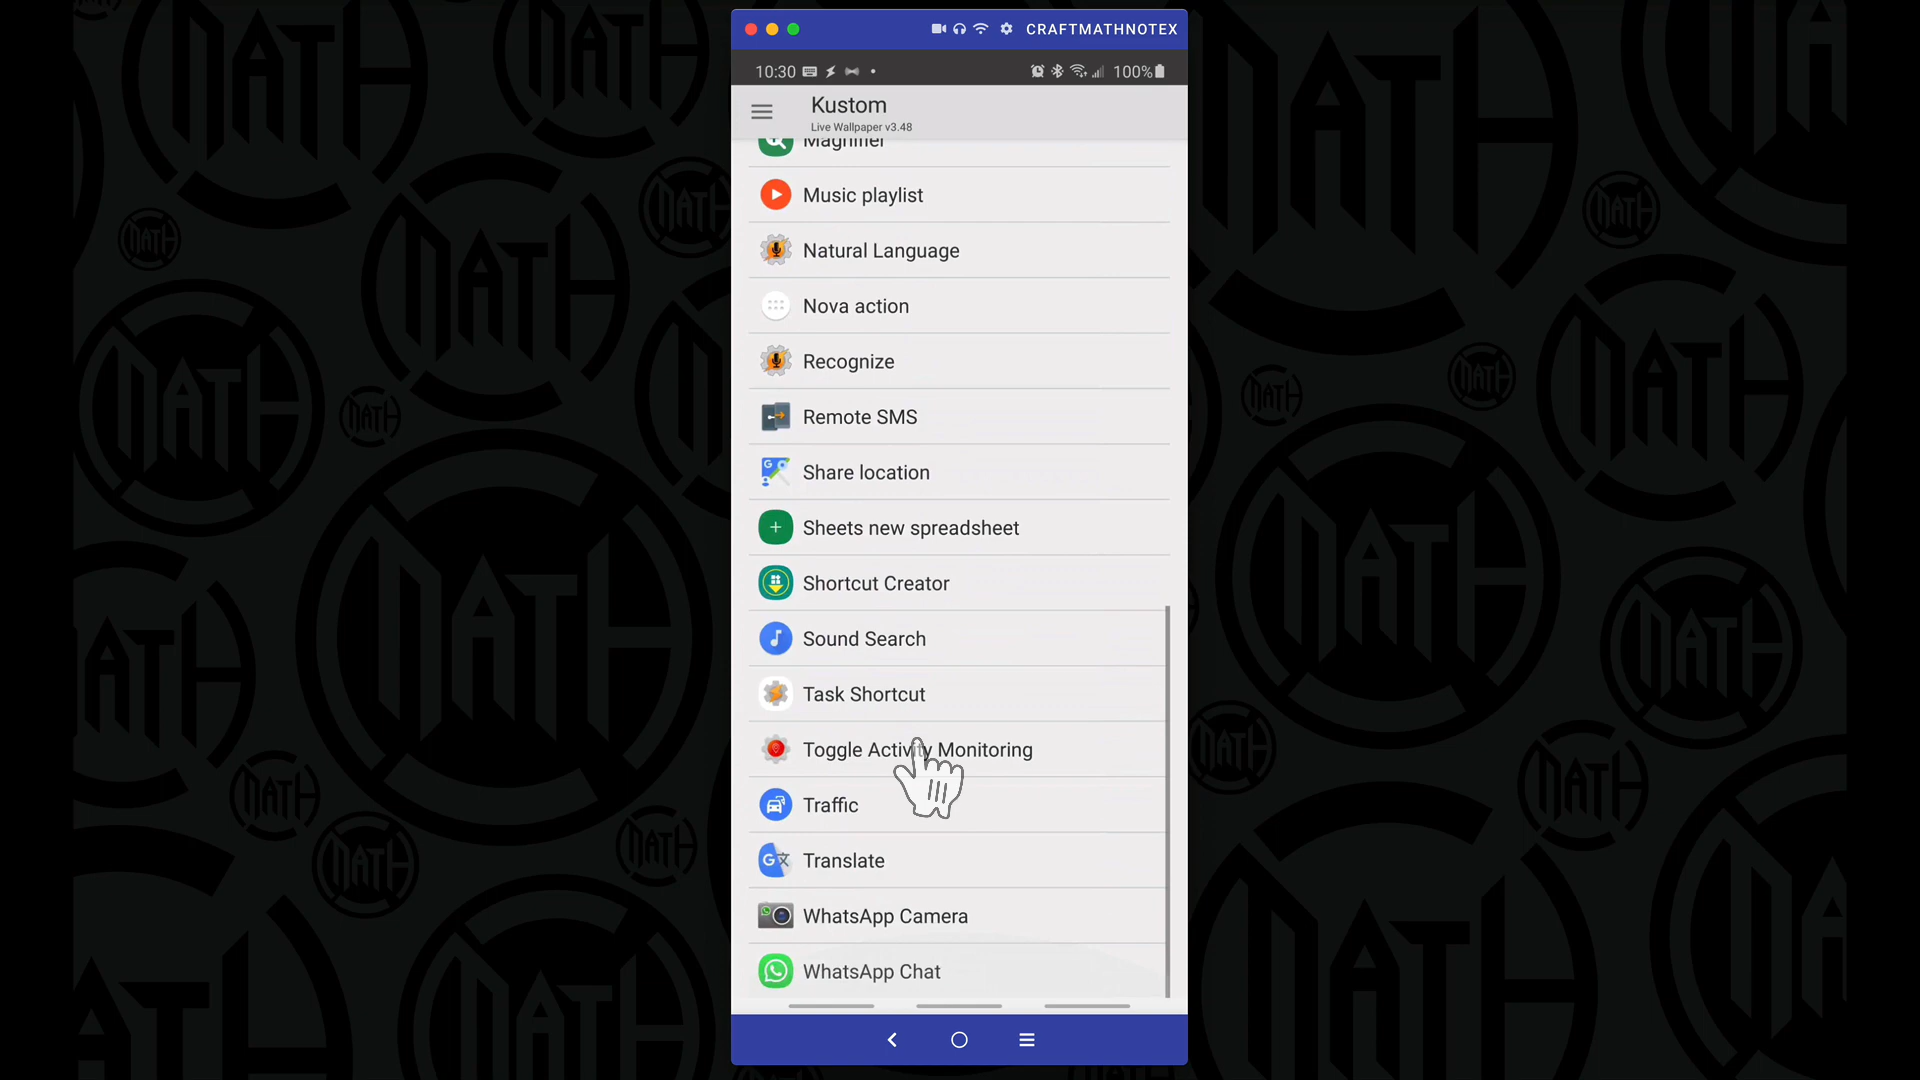 CRAFTMATHNOTEX
10:30
100%
Kustom
Live Wallpaper v3.48
Magnifier
Music playlist
Natural Language
Nova action
Recognize
Remote SMS
Share location
Sheets new spreadsheet
Shortcut Creator
Sound Search
Task Shortcut
Toggle Activity Monitoring
Traffic
Translate
WhatsApp Camera
WhatsApp Chat